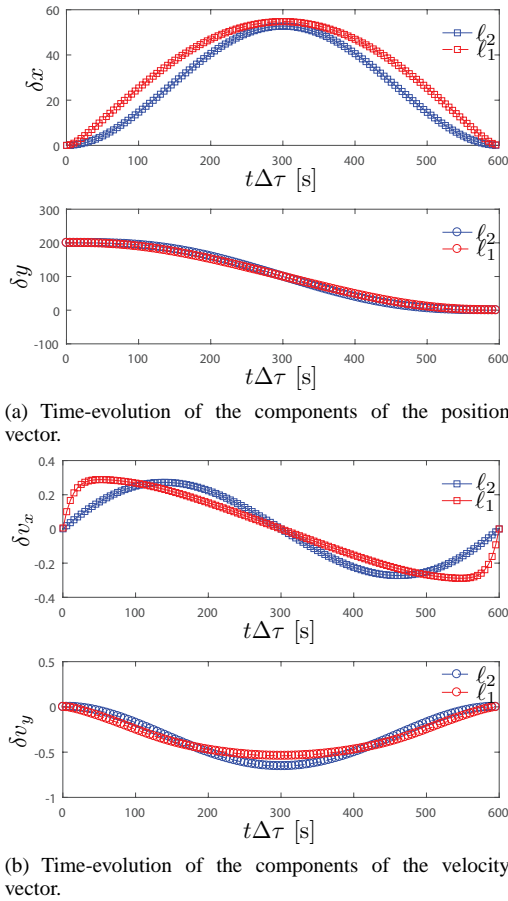 60
40
20
0
δx
ℓ2
ℓ1
0 100 200 300 400 500 600
tΔτ [s]
300
200
100
0
-100
δy
ℓ2
ℓ1
0 100 200 300 400 500 600
tΔτ [s]
(a) Time-evolution of the components of the position
vector.
0.4
0.2
0
-0.2
-0.4
δv_x
ℓ2
ℓ1
0 100 200 300 400 500 600
tΔτ [s]
0.5
0
-0.5
-1
δv_y
ℓ2
ℓ1
0 100 200 300 400 500 600
tΔτ [s]
(b) Time-evolution of the components of the velocity
vector.